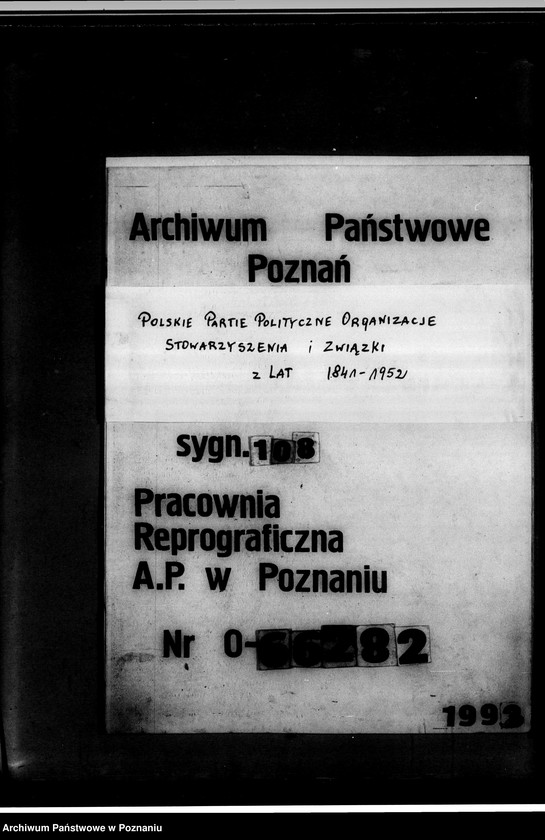 Archiwum Państwowe
Poznań
POLSKIE PARTIE POLITYCZNE ORGANIZACJE
STOWARZYSZENIA i ZWIĄZKI
z LAT 1841-1952
sygn. 108
Pracownia
Reprograficzna
A.P. w Poznaniu
Nr O-66282
1993
Archiwum Państwowe w Poznaniu